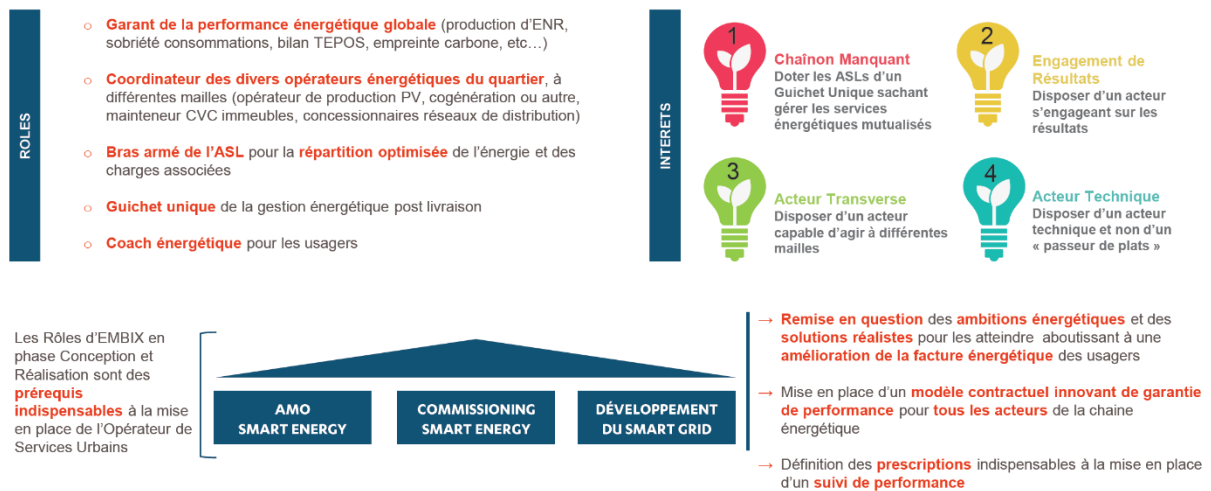 ROLES
o Garant de la performance énergétique globale (production d’ENR,
sobriété consommations, bilan TEPOS, empreinte carbone, etc…)
o Coordinateur des divers opérateurs énergétiques du quartier, à
différentes mailles (opérateur de production PV, cogénération ou autre,
mainteneur CVC immeubles, concessionnaires réseaux de distribution)
o Bras armé de l’ASL pour la répartition optimisée de l’énergie et des
charges associées
o Guichet unique de la gestion énergétique post livraison
o Coach énergétique pour les usagers
INTERETS
1
Chaînon Manquant
Doter les ASLs d’un
Guichet Unique sachant
gérer les services
énergétiques mutualisés
2
Engagement de
Résultats
Disposer d’un acteur
s’engageant sur les
résultats
3
Acteur Transverse
Disposer d’un acteur
capable d’agir à différentes
mailles
4
Acteur Technique
Disposer d’un acteur
technique et non d’un
« passeur de plats »
Les Rôles d’EMBIX en
phase Conception et
Réalisation sont des
prérequis
indispensables à la mise
en place de l’Opérateur de
Services Urbains
AMO
SMART ENERGY
COMMISSIONING
SMART ENERGY
DÉVELOPPEMENT
DU SMART GRID
→ Remise en question des ambitions énergétiques et des
solutions réalistes pour les atteindre aboutissant à une
amélioration de la facture énergétique des usagers
→ Mise en place d’un modèle contractuel innovant de garantie
de performance pour tous les acteurs de la chaine
énergétique
→ Définition des prescriptions indispensables à la mise en place
d’un suivi de performance